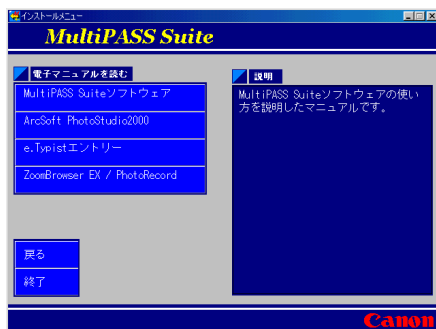 インストールメニュー
MultiPASS Suite
電子マニュアルを読む
MultiPASS Suiteソフトウェア
ArcSoft PhotoStudio2000
e.Typistエントリー
ZoomBrowser EX / PhotoRecord
戻る
終了
説明
MultiPASS Suiteソフトウェアの使い
方を説明したマニュアルです。
Canon